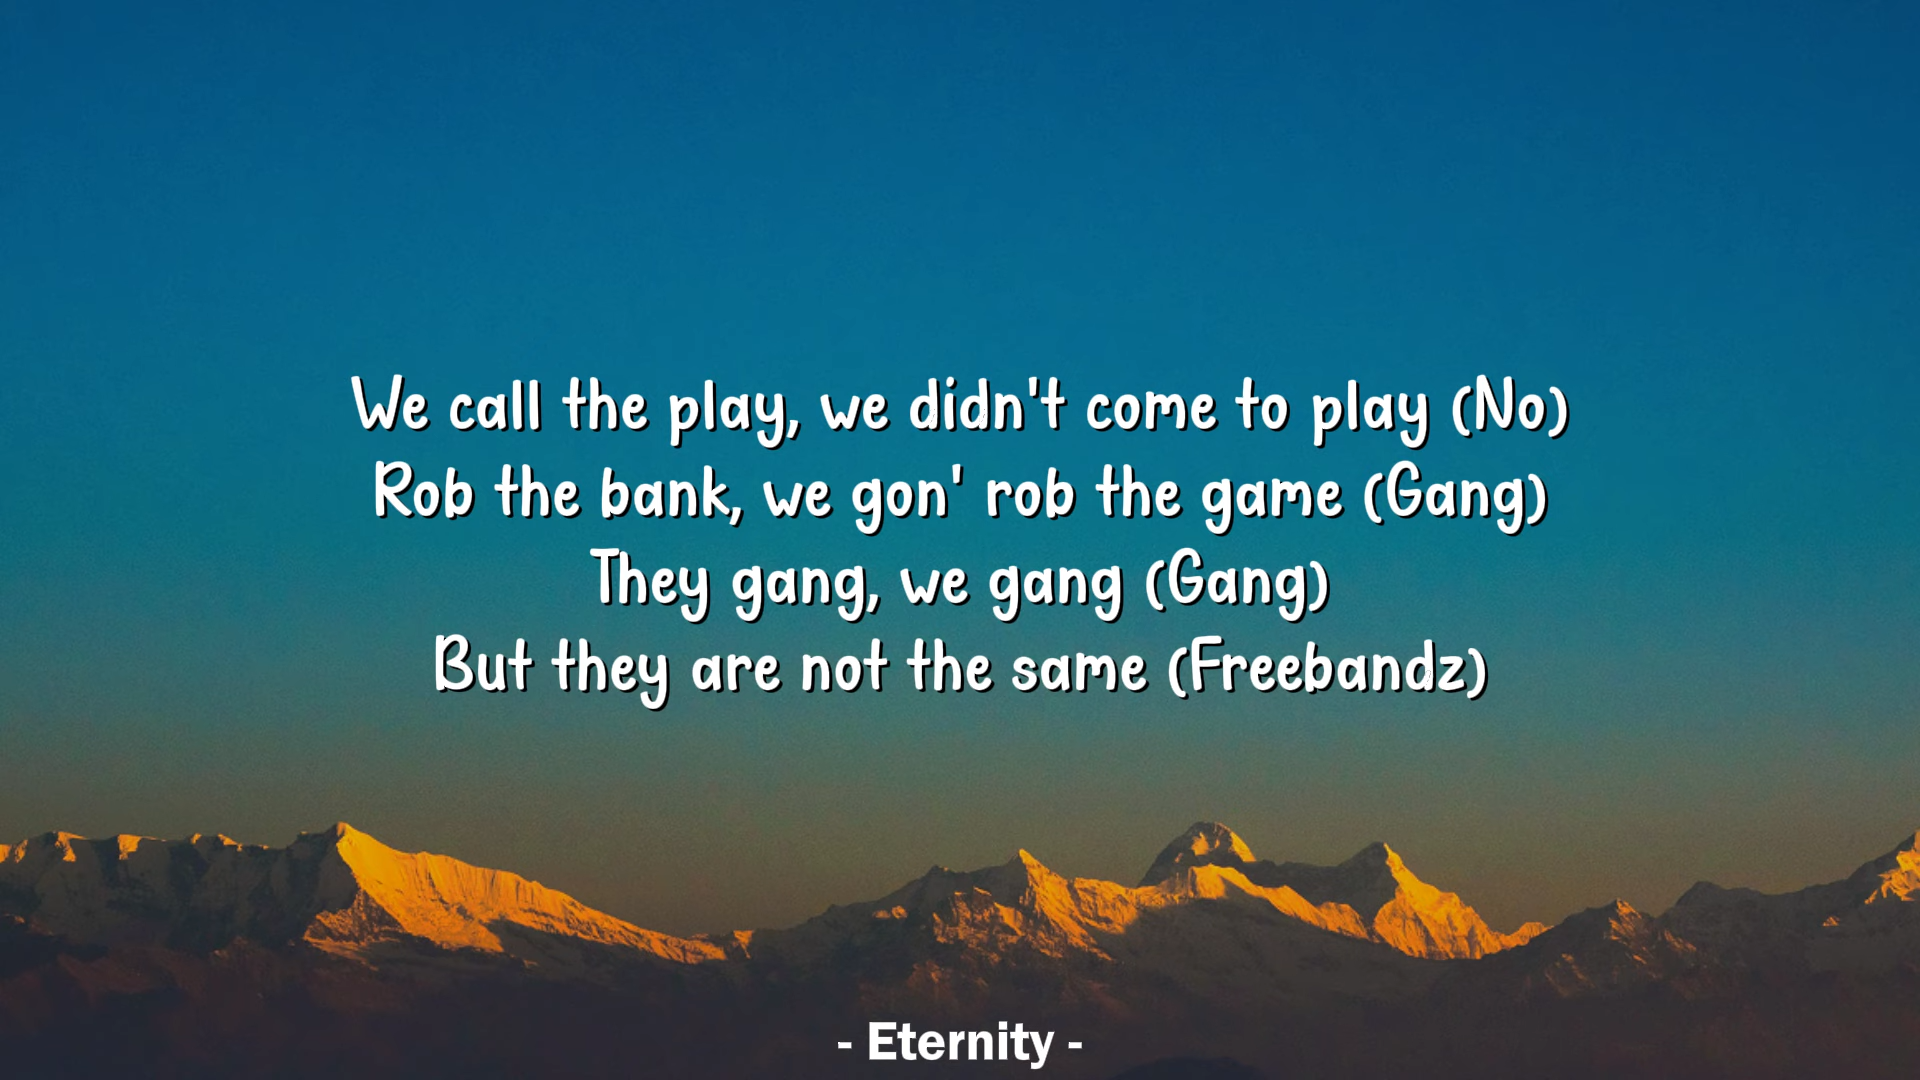 We call the play, we didn't come to play (No)
Rob the bank, we gon' rob the game (Gang)
They gang, we gang (Gang)
But they are not the same (Freebandz)
- Eternity -